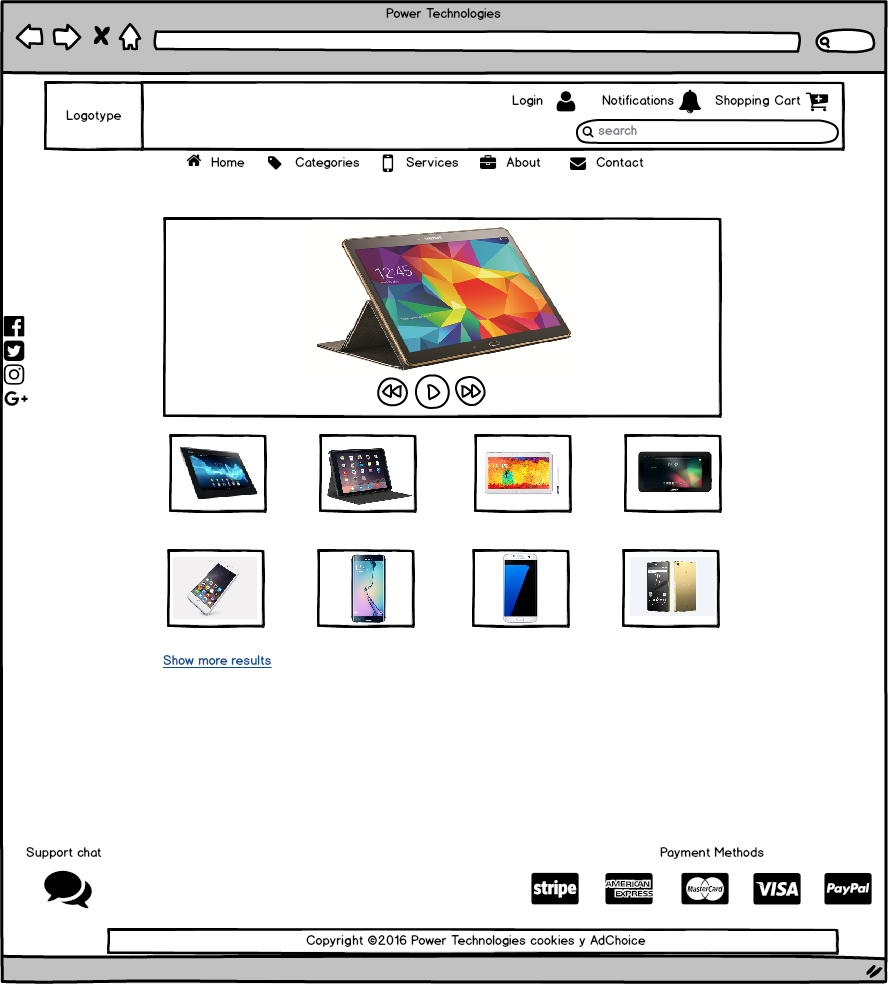 Power Technologies
Logotype
Login
Notifications
Shopping Cart
search
Home
Categories
Services
About
Contact
SAMSUNG
12:45
Show more results
Support chat
Payment Methods
stripe
AMERICAN EXPRESS
MasterCard
VISA
PayPal
Copyright ©2016 Power Technologies cookies y AdChoice